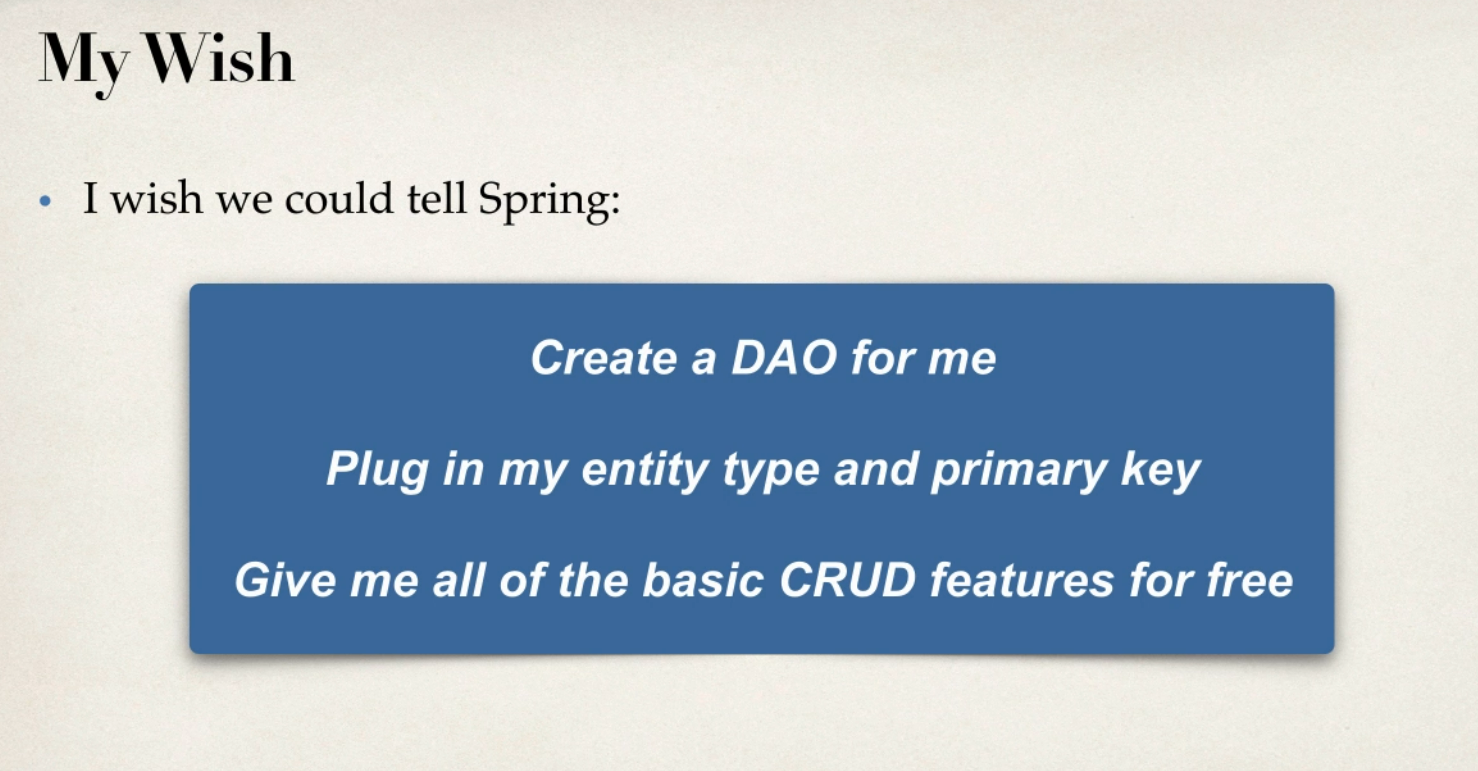 My Wish
• I wish we could tell Spring:
Create a DAO for me
Plug in my entity type and primary key
Give me all of the basic CRUD features for free